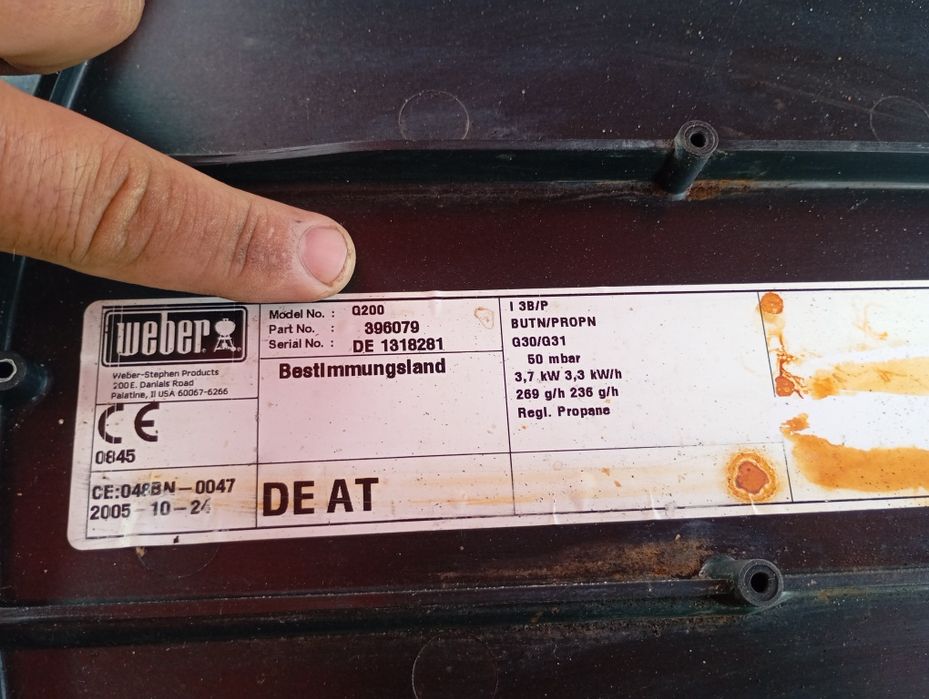 weber
Weber-Stephen Products
200 E. Daniels Road
Palatine, Il USA 60067-6266
0845
CE:048BN-0047
2005-10-24
Model No. : Q200
Part No. : 396079
Serial No. : DE 1318281
Bestimmungsland
DE AT
I 3B/P
BUTN/PROPN
G30/G31
50 mbar
3,7 kW 3,3 kW/h
269 g/h 236 g/h
Regl. Propane